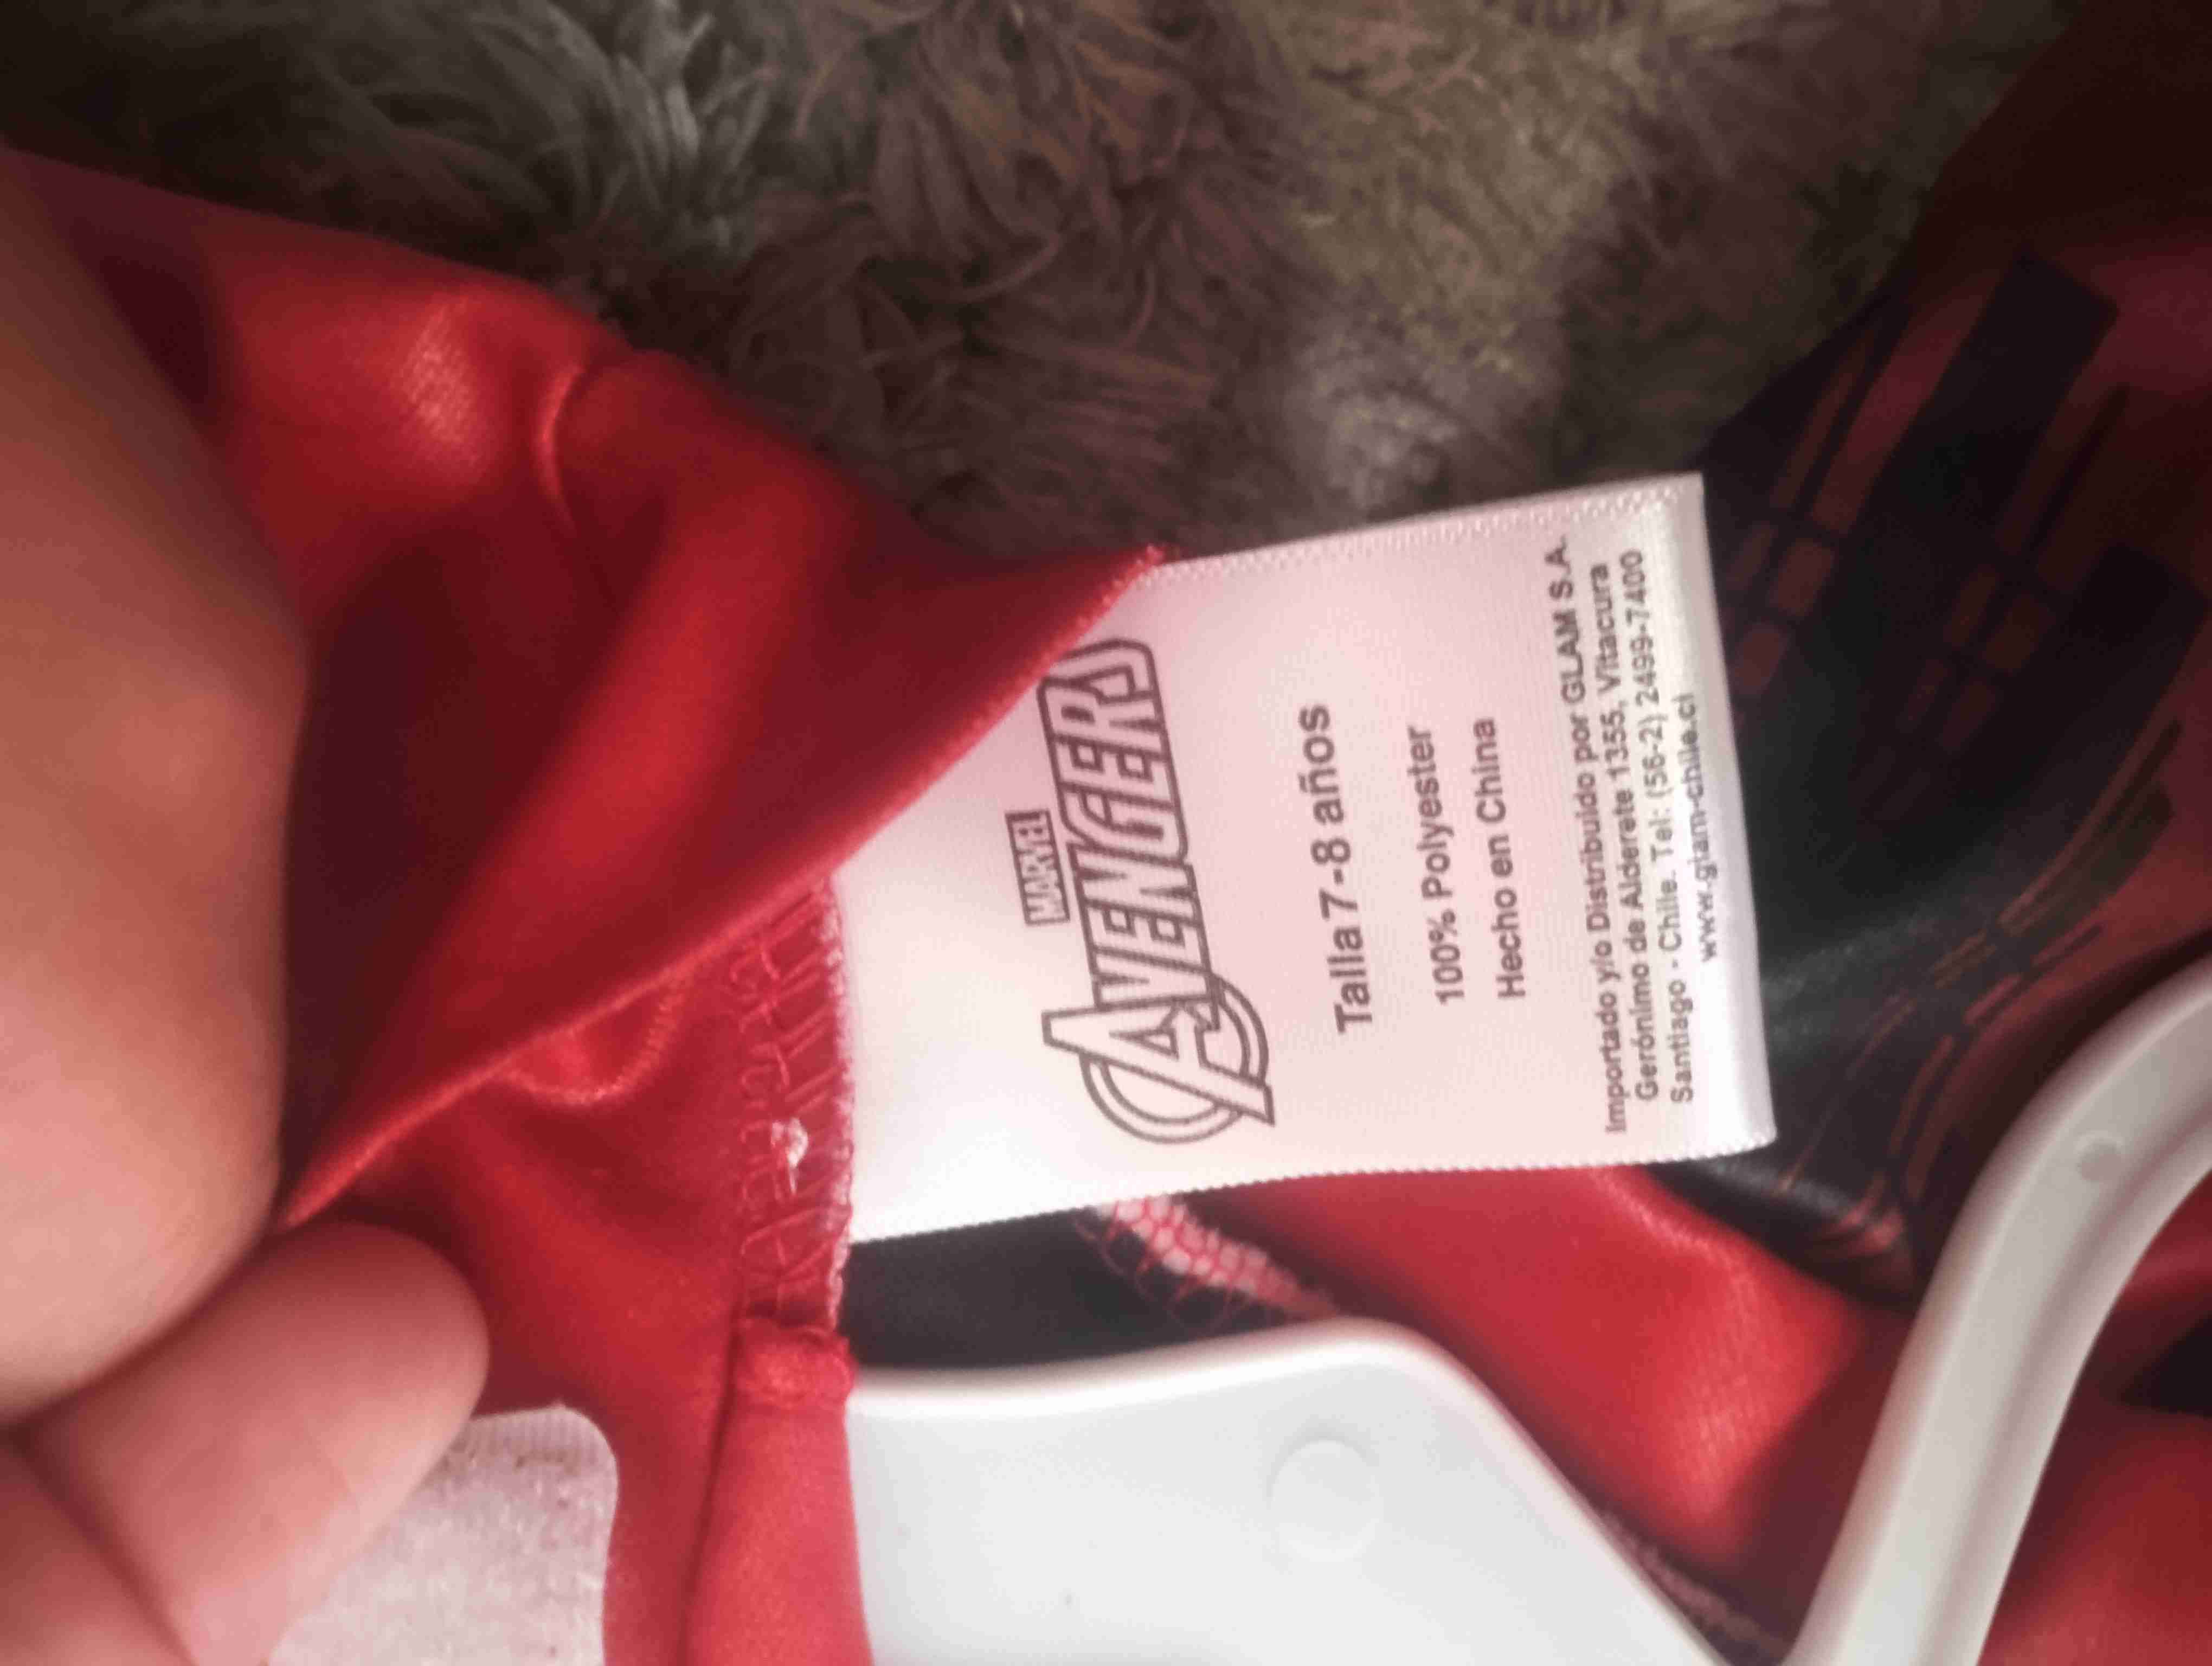 MARVEL
AVENGERS
Talla 7-8 años
100% Polyester
Hecho en China
Importado y/o Distribuido por GLAM S.A.
Gerónimo de Alderete 1355, Vitacura
Santiago - Chile. Tel: (56-2) 2499-7400
www.glam-chile.cl